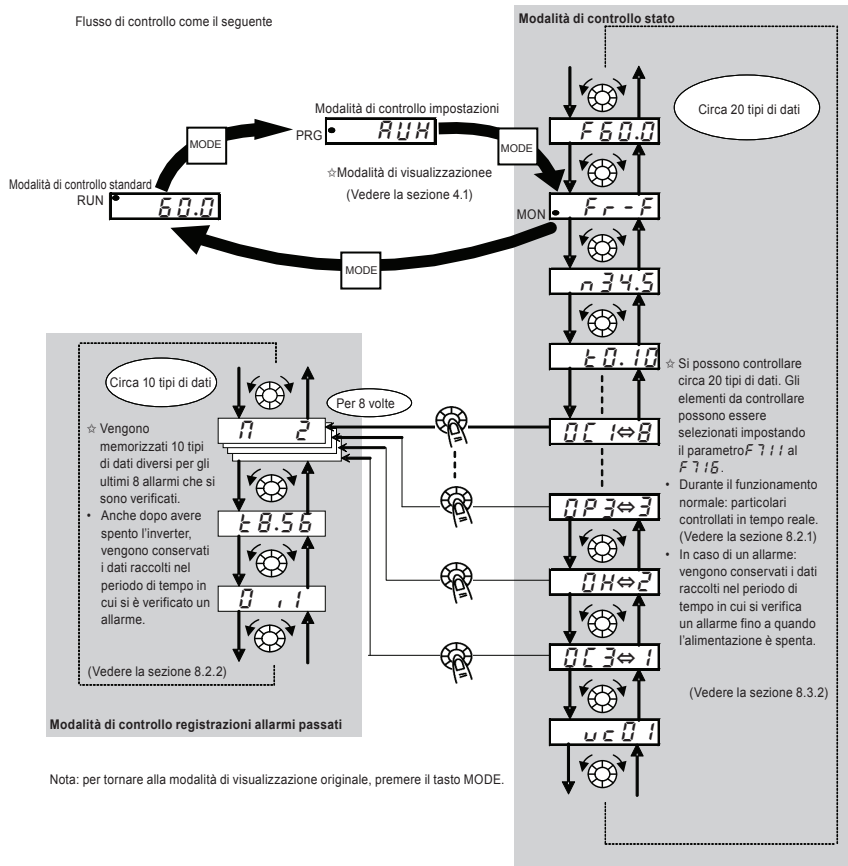 Flusso di controllo come il seguente
Modalità di controllo stato
Circa 20 tipi di dati
Modalità di controllo impostazioni
PRG
AUH
MODE
MODE
☆Modalità di visualizzazionee
(Vedere la sezione 4.1)
Modalità di controllo standard
RUN
60.0
MODE
F60.0
MON
Fr-F
n34.5
t0.10
☆ Si possono controllare
circa 20 tipi di dati. Gli
elementi da controllare
possono essere
selezionati impostando
il parametroF711 al
F716.
• Durante il funzionamento
normale: particolari
controllati in tempo reale.
(Vedere la sezione 8.2.1)
• In caso di un allarme:
vengono conservati i dati
raccolti nel periodo di
tempo in cui si verifica
un allarme fino a quando
l'alimentazione è spenta.
(Vedere la sezione 8.3.2)
OC1⇔8
OP3⇔3
OH⇔2
OC3⇔1
uc01
Circa 10 tipi di dati
Per 8 volte
n 2
☆ Vengono
memorizzati 10 tipi
di dati diversi per gli
ultimi 8 allarmi che si
sono verificati.
• Anche dopo avere
spento l'inverter,
vengono conservati
i dati raccolti nel
periodo di tempo in
cui si è verificato un
allarme.
t8.56
0 ,11
(Vedere la sezione 8.2.2)
Modalità di controllo registrazioni allarmi passati
Nota: per tornare alla modalità di visualizzazione originale, premere il tasto MODE.